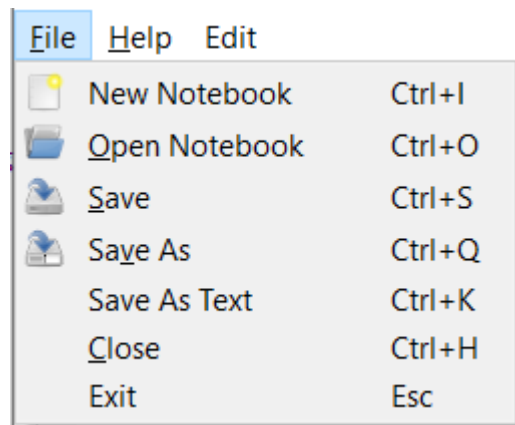 File Help Edit
New Notebook Ctrl+I
Open Notebook Ctrl+O
Save Ctrl+S
Save As Ctrl+Q
Save As Text Ctrl+K
Close Ctrl+H
Exit Esc